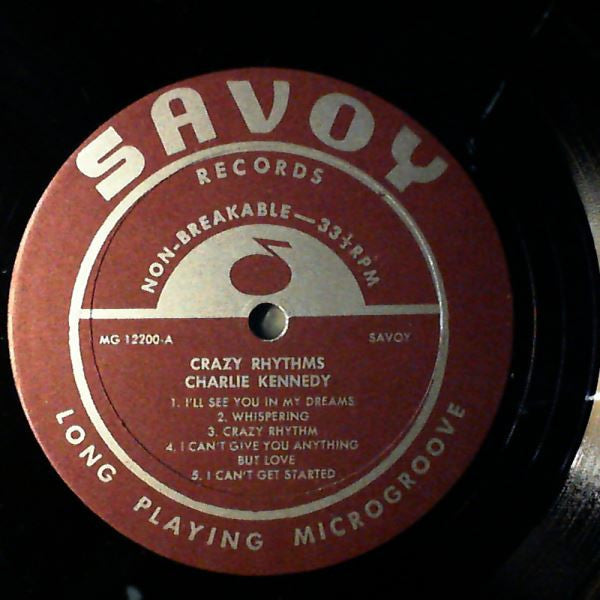 SAVOY
RECORDS
NON-BREAKABLE—33⅓RPM
MG 12200-A
SAVOY
CRAZY RHYTHMS
CHARLIE KENNEDY
1. I'LL SEE YOU IN MY DREAMS
2. WHISPERING
3. CRAZY RHYTHM
4. I CAN'T GIVE YOU ANYTHING
BUT LOVE
5. I CAN'T GET STARTED
LONG PLAYING MICROGROOVE